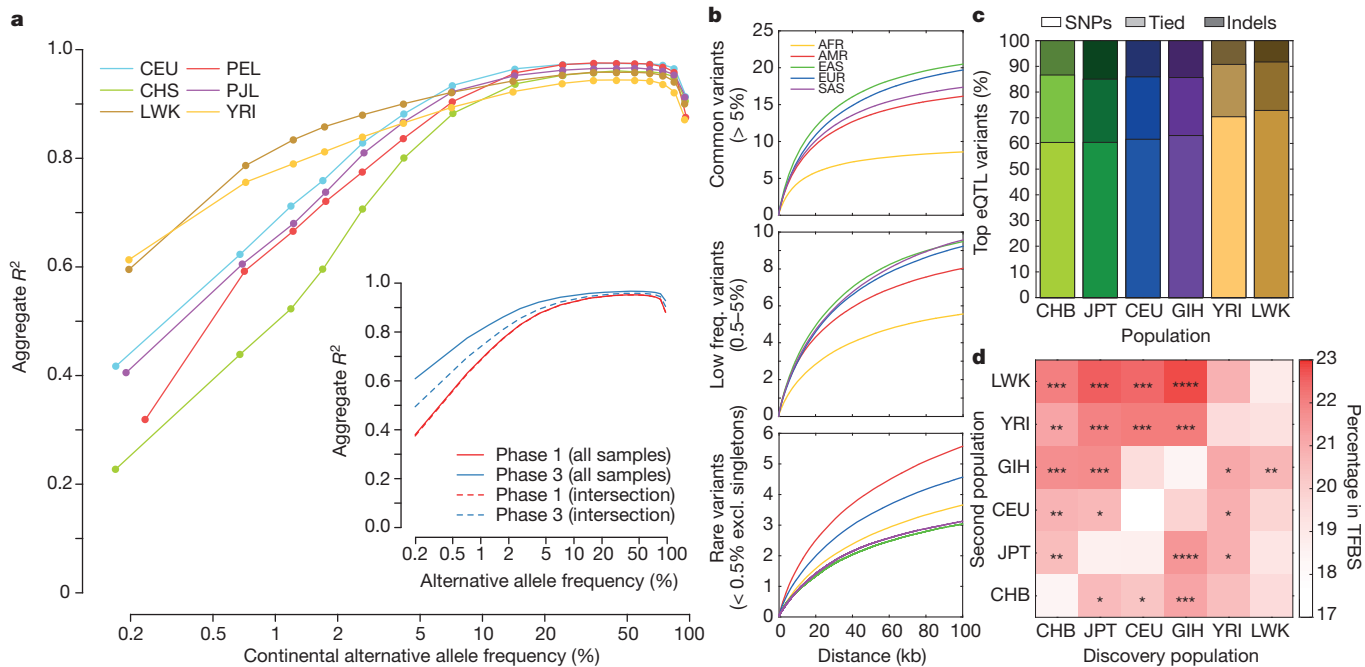 a
1.0
0.8
0.6
0.4
0.2
0
Aggregate R²
CEU PEL
CHS PJL
LWK YRI
0.2 0.5 1 2 5 10 20 50 100
Continental alternative allele frequency (%)
1.0
0.9
0.8
0.6
0.4
0.2
0.0
Aggregate R²
Phase 1 (all samples)
Phase 3 (all samples)
Phase 1 (intersection)
Phase 3 (intersection)
0.2 0.5 1 2 5 10 20 50 100
Alternative allele frequency (%)
b
25
20
15
10
5
0
Common variants
(> 5%)
AFR
AMR
EAS
EUR
SAS
10
8
6
4
2
0
Low freq. variants
(0.5–5%)
6
5
4
3
2
1
0
Rare variants
(< 0.5% excl. singletons)
0 20 40 60 80 100
Distance (kb)
c
SNPs Tied Indels
100
90
80
70
60
50
40
30
20
10
0
Top eQTL variants (%)
CHB JPT CEU GIH YRI LWK
Population
d
Second population
LWK *** *** *** ****
YRI ** *** *** ***
GIH *** *** * **
CEU ** * *
JPT ** **** *
CHB * * ***
CHB JPT CEU GIH YRI LWK
Discovery population
23
22
21
20
19
18
17
Percentage in TFBS